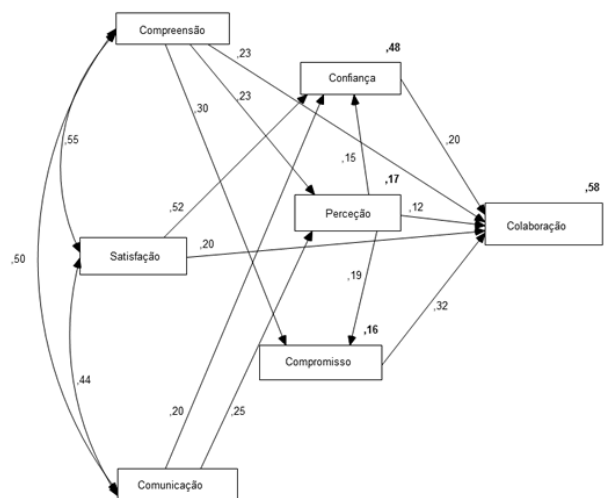 Compreensão
,48
,23
Confiança
,23
,30
,20
,55
,15
,17
,58
,52
,12
Perceção
Colaboração
,20
Satisfação
,50
,19
,32
,16
Compromisso
,44
,20
,25
Comunicação